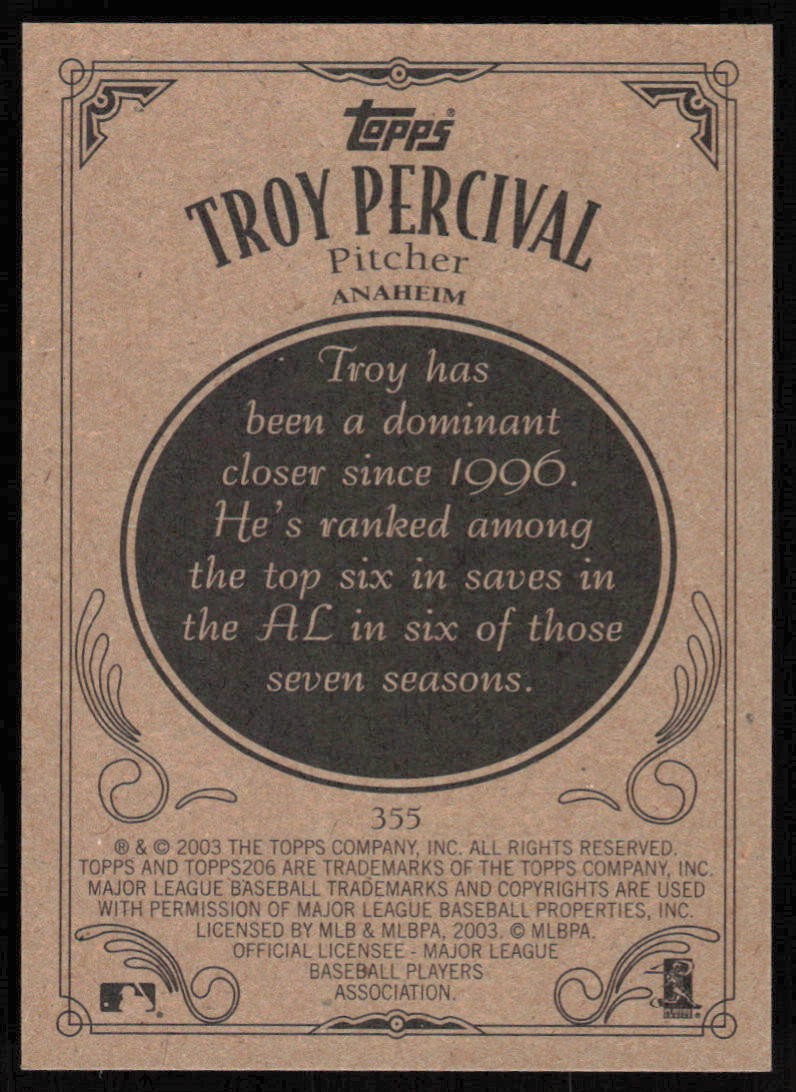 Topps®
TROY PERCIVAL
Pitcher
ANAHEIM
Troy has
been a dominant
closer since 1996.
He's ranked among
the top six in saves in
the AL in six of those
seven seasons.
355
® & © 2003 THE TOPPS COMPANY, INC. ALL RIGHTS RESERVED.
TOPPS AND TOPPS206 ARE TRADEMARKS OF THE TOPPS COMPANY, INC.
MAJOR LEAGUE BASEBALL TRADEMARKS AND COPYRIGHTS ARE USED
WITH PERMISSION OF MAJOR LEAGUE BASEBALL PROPERTIES, INC.
LICENSED BY MLB & MLBPA, 2003. © MLBPA.
OFFICIAL LICENSEE - MAJOR LEAGUE
BASEBALL PLAYERS
ASSOCIATION.